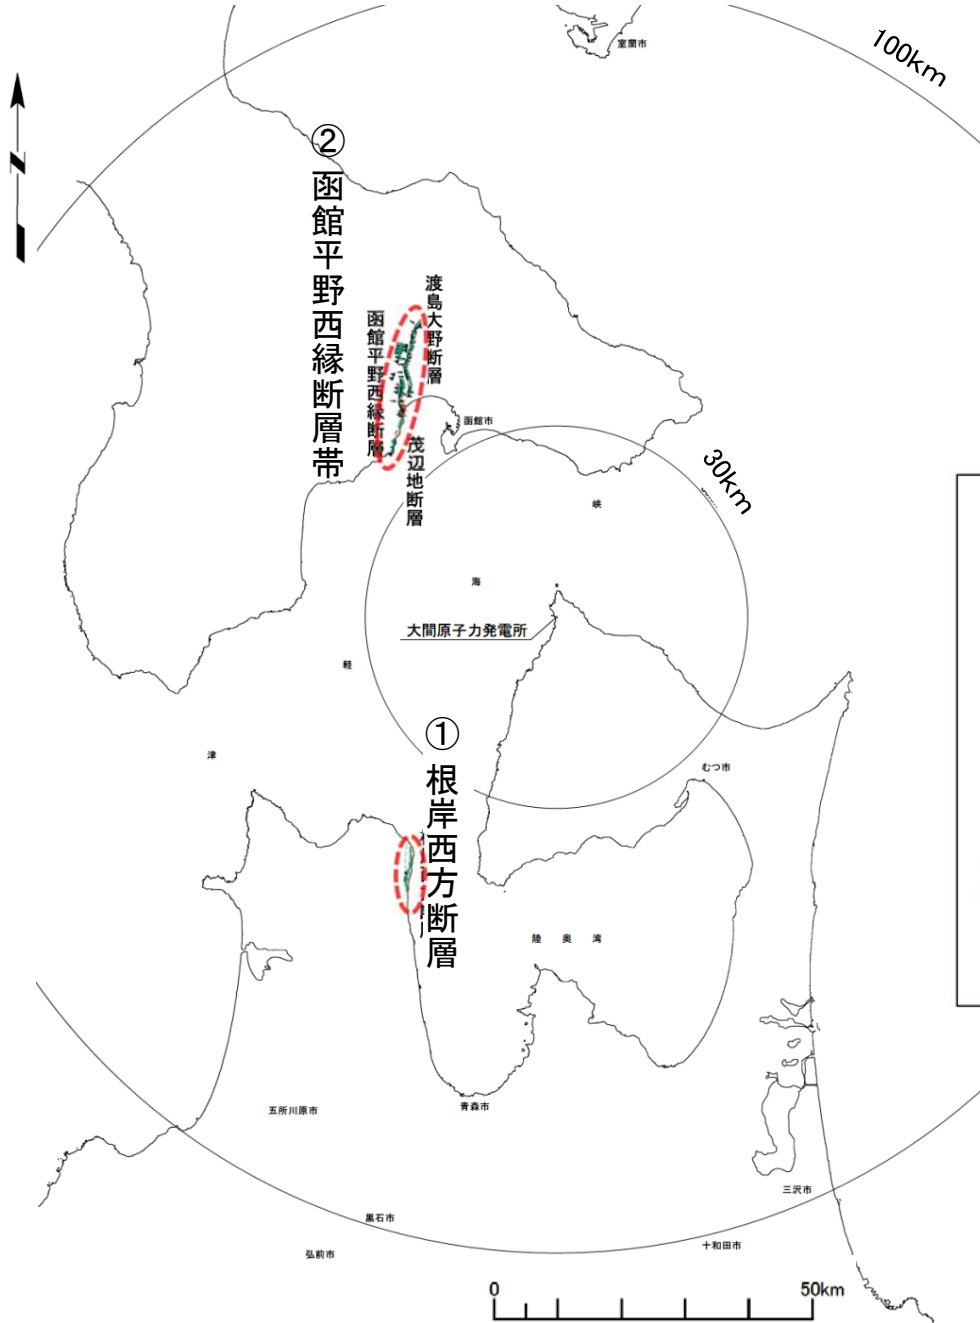 室蘭市
100km
N
②函館平野西縁断層帯
渡島大野断層
函館平野西縁断層
函館市
茂辺地断層
30km
峡
海
大間原子力発電所
軽
津
①根岸西方断層
むつ市
陸奥湾
五所川原市
青森市
三沢市
黒石市
十和田市
弘前市
0 50km